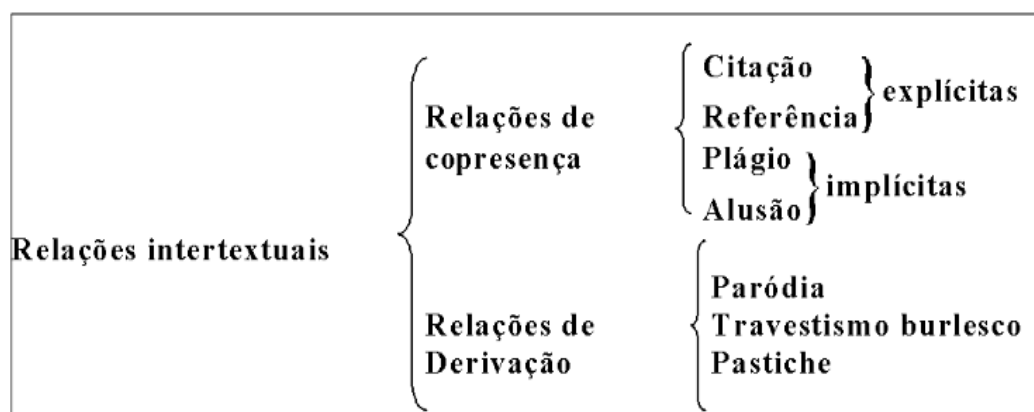 Citação
Referência
explícitas
Relações de
copresença
Plágio
Alusão
implícitas
Relações intertextuais
Relações de
Derivação
Paródia
Travestismo burlesco
Pastiche